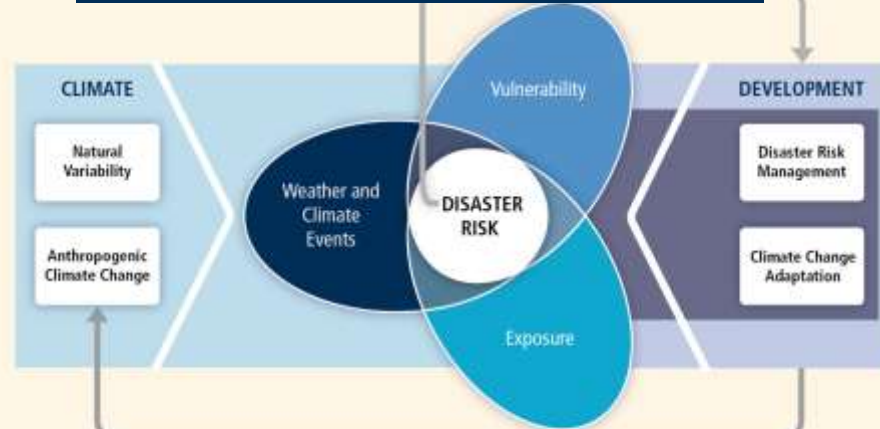 CLIMATE
Natural
Variability
Anthropogenic
Climate Change
Weather and
Climate
Events
Vulnerability
DISASTER
RISK
Exposure
DEVELOPMENT
Disaster Risk
Management
Climate Change
Adaptation